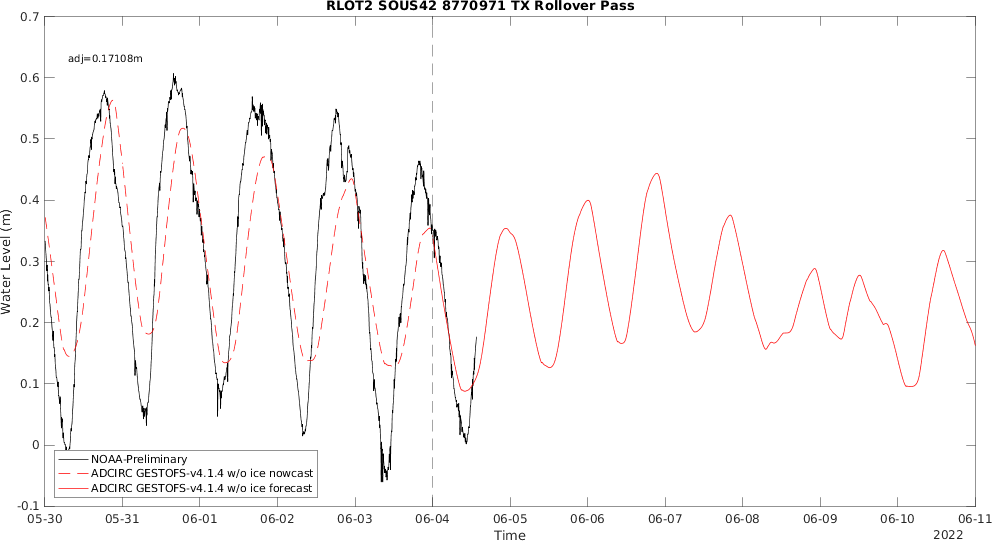 RLOT2 SOUS42 8770971 TX Rollover Pass
0.7
adj=0.17108m
0.6
0.5
0.4
0.3
0.2
0.1
0
-0.1
Water Level (m)
NOAA-Preliminary
ADCIRC GESTOFS-v4.1.4 w/o ice nowcast
ADCIRC GESTOFS-v4.1.4 w/o ice forecast
05-30 05-31 06-01 06-02 06-03 06-04 06-05 06-06 06-07 06-08 06-09 06-10 06-11
Time
2022